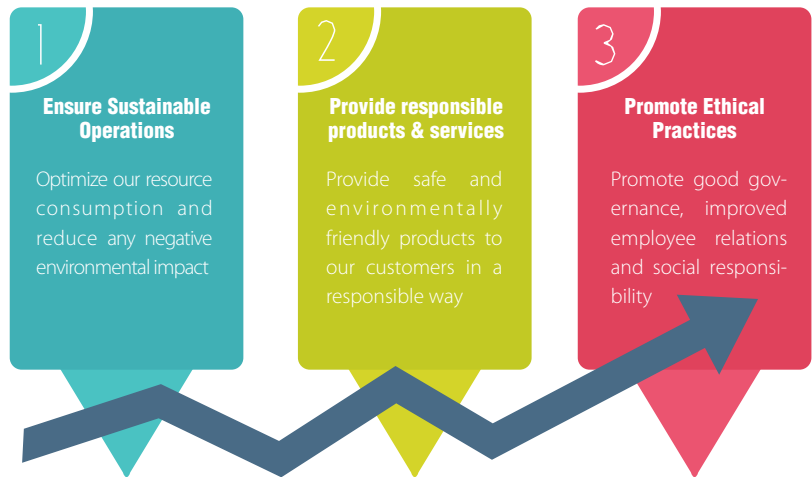 1
Ensure Sustainable
Operations
Optimize our resource
consumption and
reduce any negative
environmental impact
2
Provide responsible
products & services
Provide safe and
environmentally
friendly products to
our customers in a
responsible way
3
Promote Ethical
Practices
Promote good gov-
ernance, improved
employee relations
and social responsi-
bility